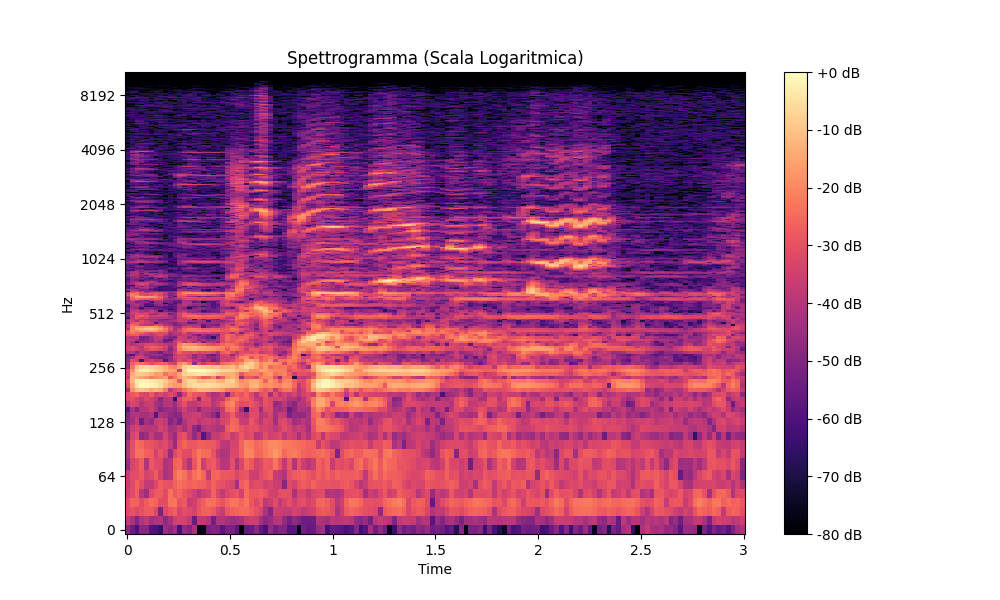 Spettrogramma (Scala Logaritmica)
Hz
8192
4096
2048
1024
512
256
128
64
0
0 0.5 1 1.5 2 2.5 3
Time
+0 dB
-10 dB
-20 dB
-30 dB
-40 dB
-50 dB
-60 dB
-70 dB
-80 dB